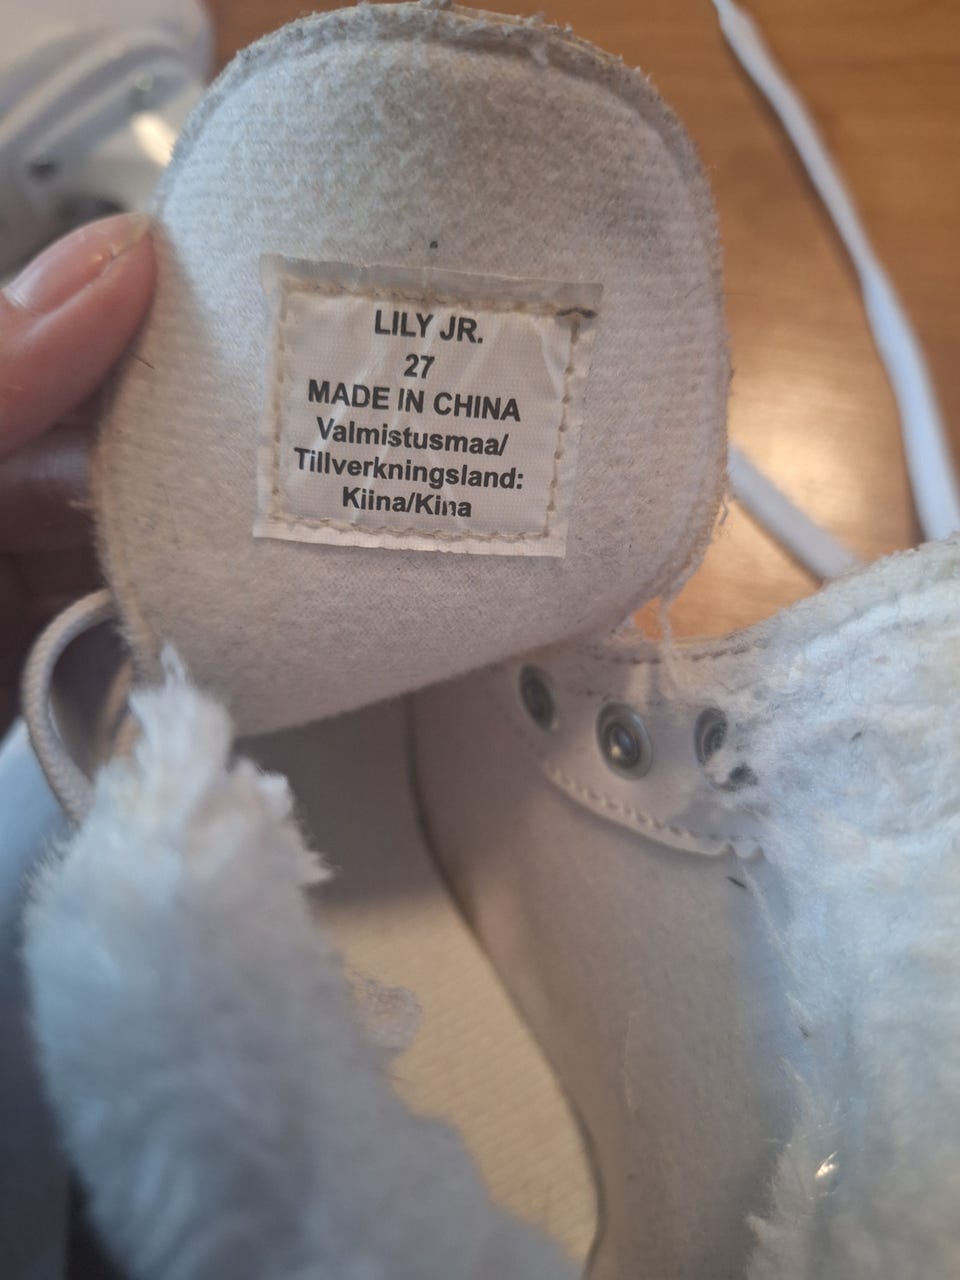 LILY JR.
27
MADE IN CHINA
Valmistusmaa/
Tillverkningsland:
Kiina/Kina